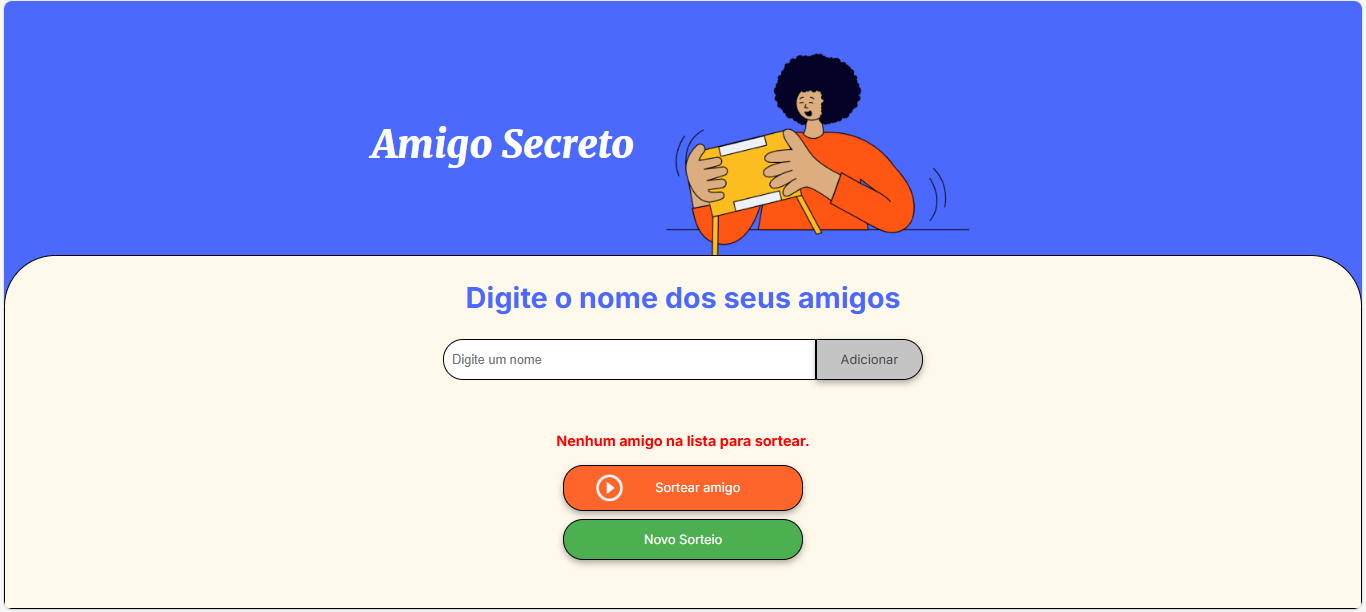 Amigo Secreto
Digite o nome dos seus amigos
Digite um nome
Adicionar
Nenhum amigo na lista para sortear.
Sortear amigo
Novo Sorteio